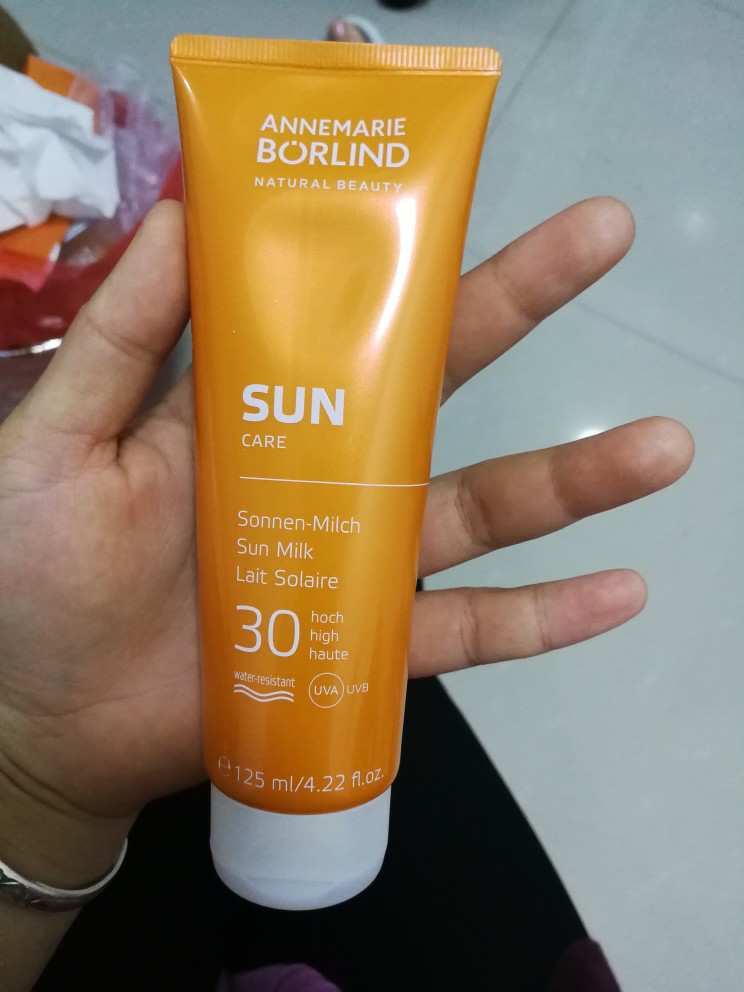 ANNEMARIE
BÖRLIND
NATURAL BEAUTY
SUN
CARE
Sonnen-Milch
Sun Milk
Lait Solaire
30 hoch
high
haute
water-resistant
UVA UVB
℮ 125 ml/4.22 fl.oz.